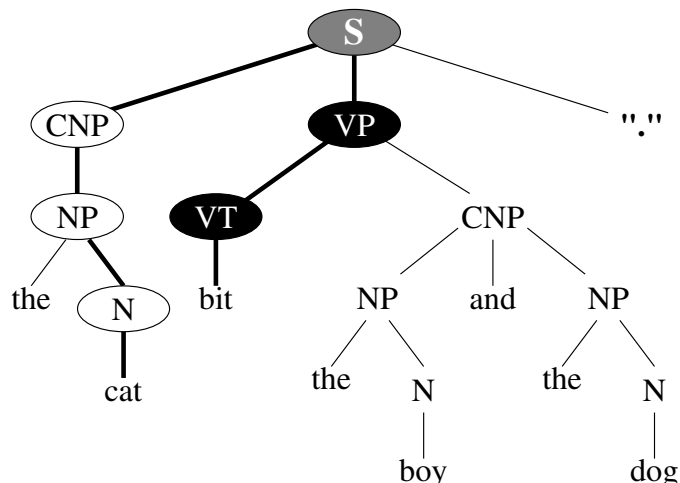 S
CNP VP "."
NP VT CNP
the N bit NP and NP
cat the N the N
boy dog